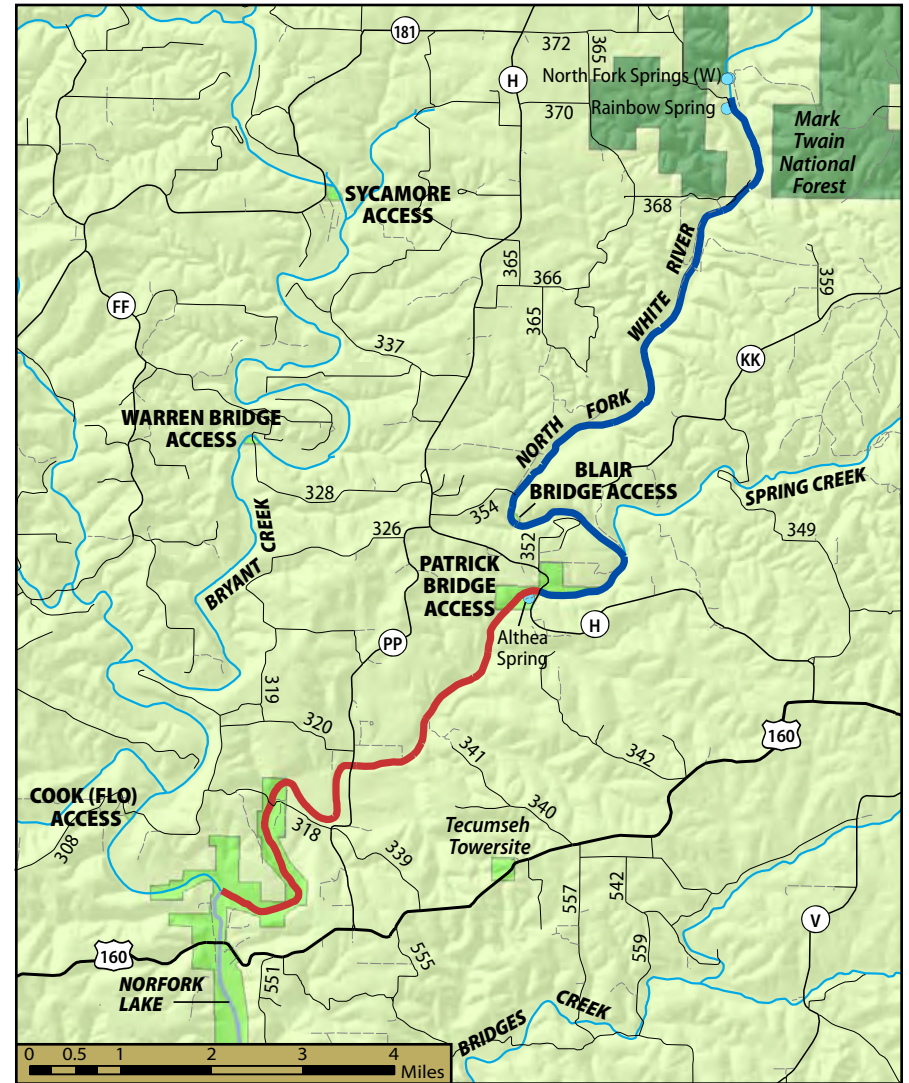 181
372
365
H
North Fork Springs (W)
370
Rainbow Spring
Mark
Twain
National
Forest
SYCAMORE
ACCESS
368
WHITE RIVER
365
366
359
FF
365
337
KK
WARREN BRIDGE
ACCESS
NORTH FORK
BLAIR
BRIDGE ACCESS
SPRING CREEK
328
354
326
352
349
BRYANT CREEK
PATRICK
BRIDGE
ACCESS
H
PP
Althea
Spring
319
320
341
342
160
COOK (FLO)
ACCESS
340
318
Tecumseh
Towersite
308
339
557
542
V
160
555
559
551
NORFORK
LAKE
BRIDGES CREEK
0 0.5 1 2 3 4
Miles